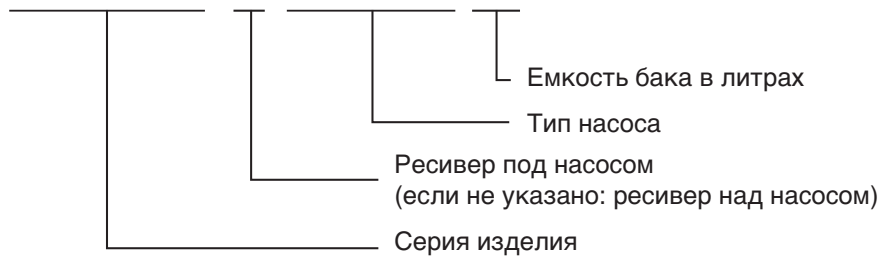 Емкость бака в литрах
Тип насоса
Ресивер под насосом
(если не указано: ресивер над насосом)
Серия изделия